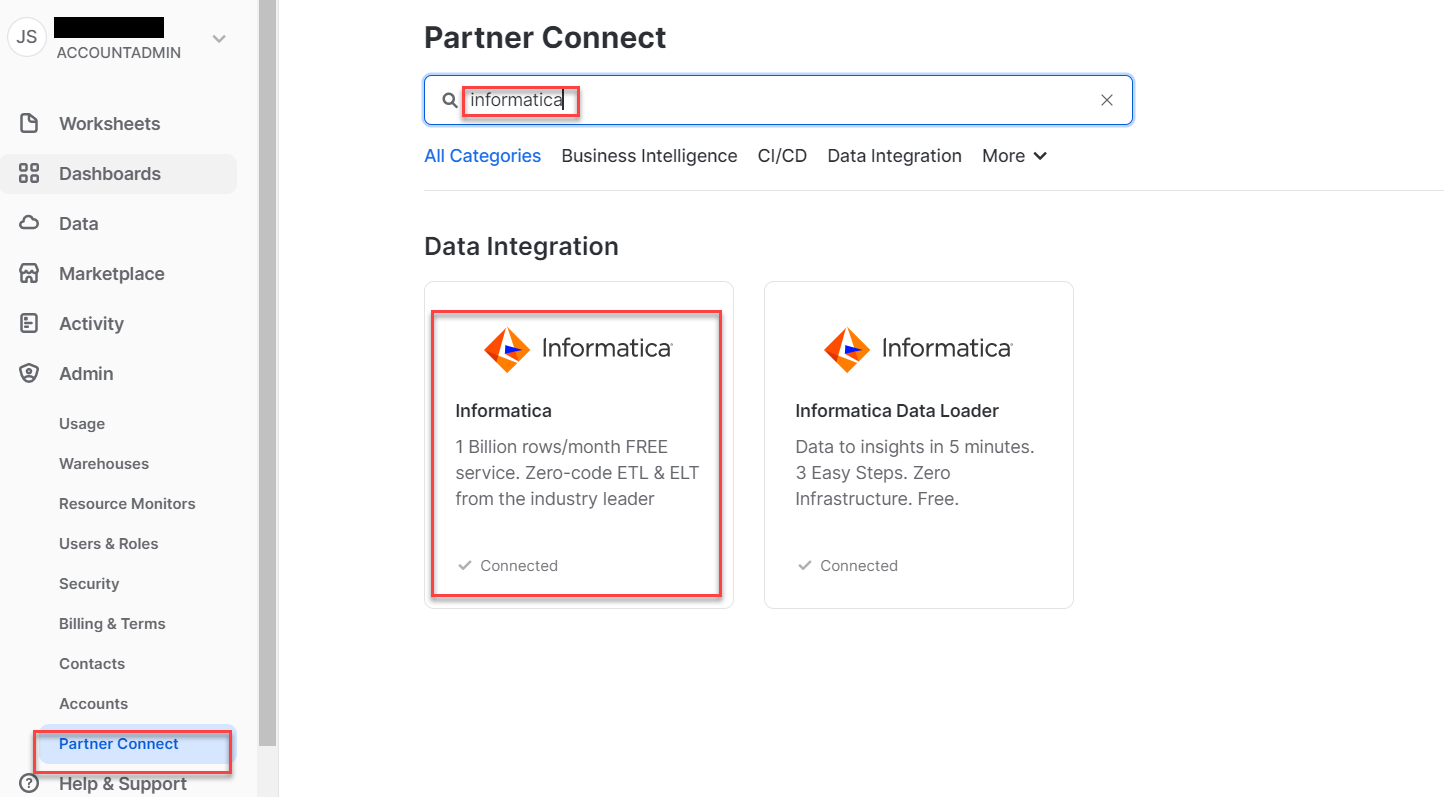 JS
ACCOUNTADMIN
Worksheets
Dashboards
Data
Marketplace
Activity
Admin
Usage
Warehouses
Resource Monitors
Users & Roles
Security
Billing & Terms
Contacts
Accounts
Partner Connect
Help & Support
Partner Connect
informatica
All Categories Business Intelligence CI/CD Data Integration More
Data Integration
Informatica
Informatica
1 Billion rows/month FREE
service. Zero-code ETL & ELT
from the industry leader
Connected
Informatica
Informatica Data Loader
Data to insights in 5 minutes.
3 Easy Steps. Zero
Infrastructure. Free.
Connected